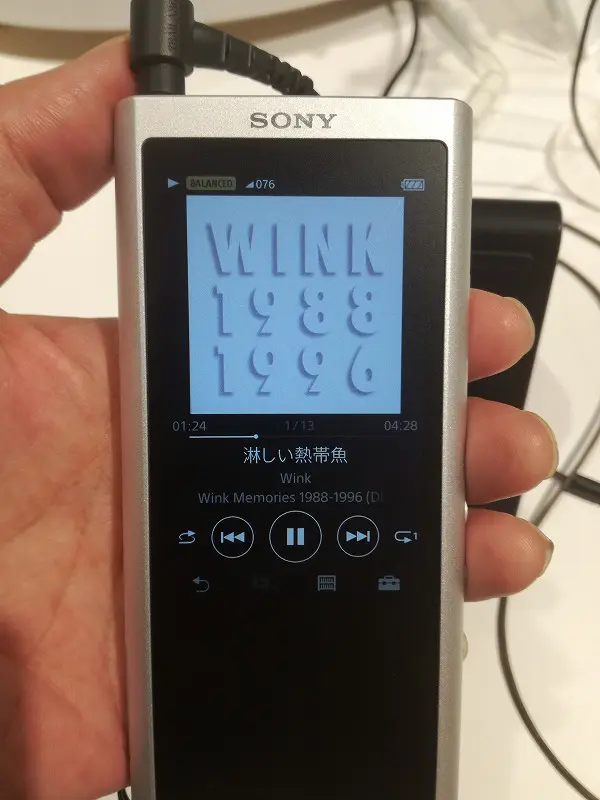 SONY
BALANCED 076
WINK
1988
1996
01:24 1/13 04:28
淋しい熱帯魚
Wink
Wink Memories 1988-1996 (D
1